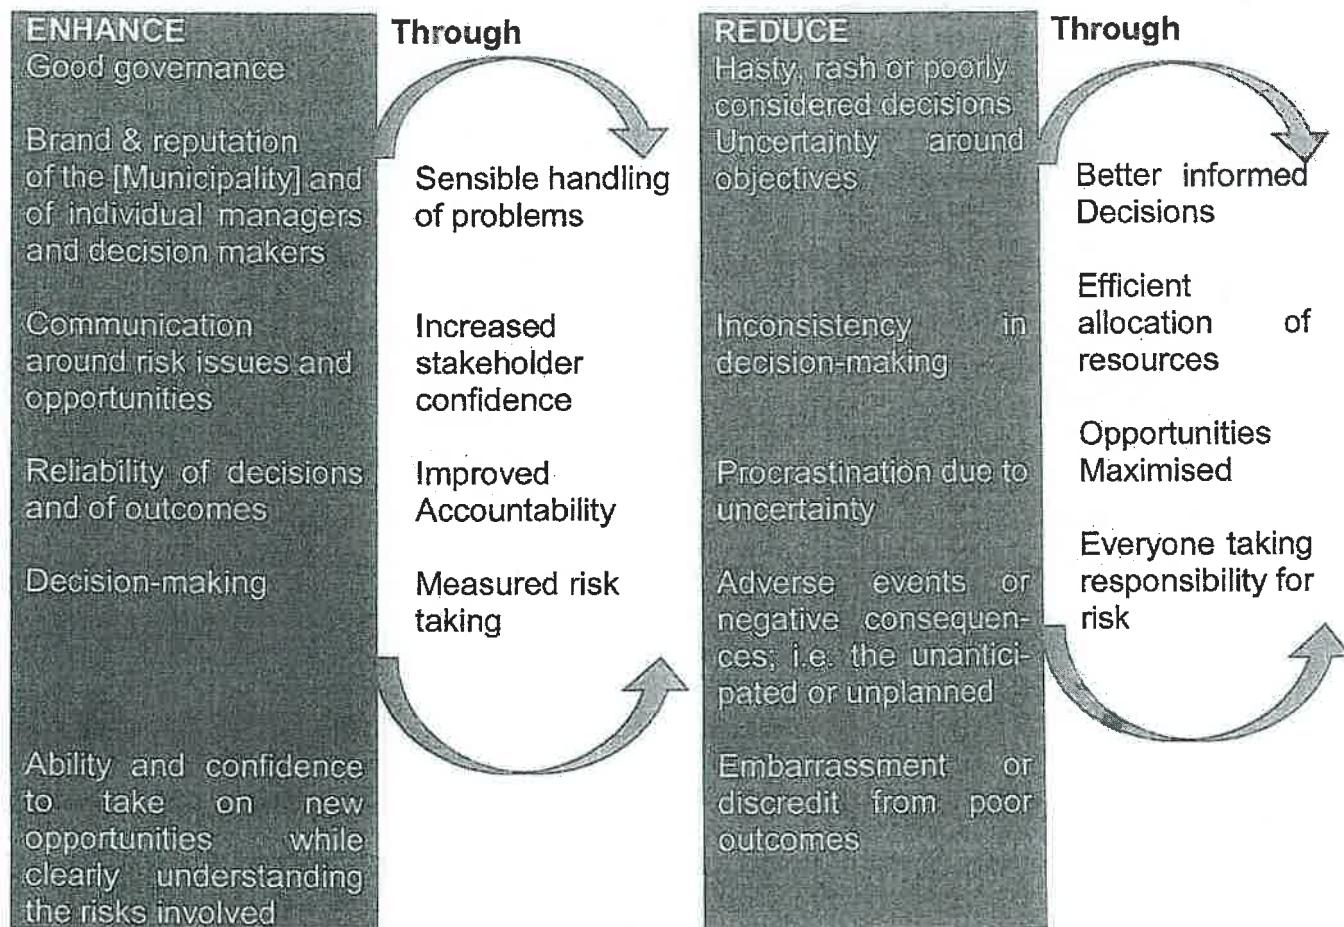 ENHANCE
Good governance
Brand & reputation
of the [Municipality] and
of individual managers
and decision makers
Communication
around risk issues and
opportunities
Reliability of decisions
and of outcomes
Decision-making
Ability and confidence
to take on new
opportunities while
clearly understanding
the risks involved
Through
Sensible handling
of problems
Increased
stakeholder
confidence
Improved
Accountability
Measured risk
taking
REDUCE
Hasty, rash or poorly
considered decisions
Uncertainty around
objectives
Inconsistency in
decision-making
Procrastination due to
uncertainty
Adverse events or
negative consequen-
ces; i.e. the unantici-
pated or unplanned
Embarrassment or
discredit from poor
outcomes
Through
Better informed
Decisions
Efficient
allocation of
resources
Opportunities
Maximised
Everyone taking
responsibility for
risk